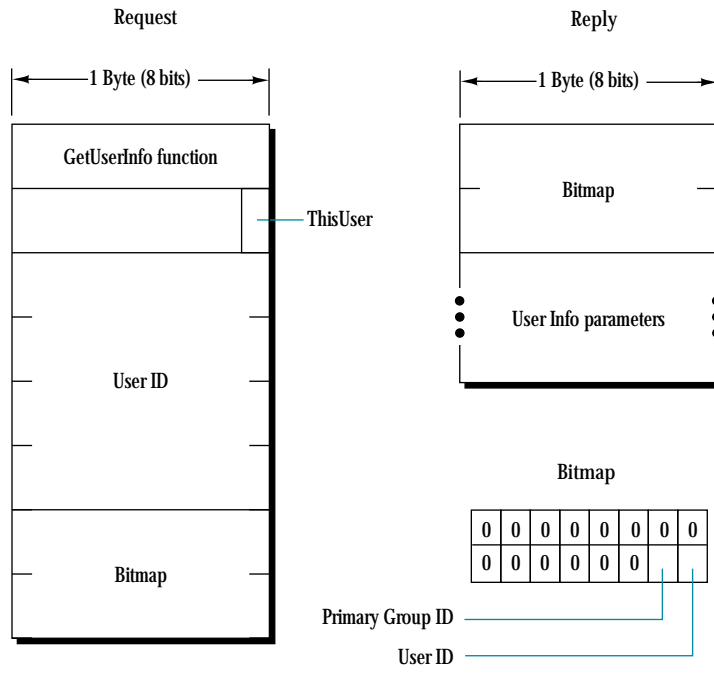 Request
1 Byte (8 bits)
GetUserInfo function
ThisUser
User ID
Bitmap
Reply
1 Byte (8 bits)
Bitmap
User Info parameters
Bitmap
0 0 0 0 0 0 0 0
0 0 0 0 0 0
Primary Group ID
User ID